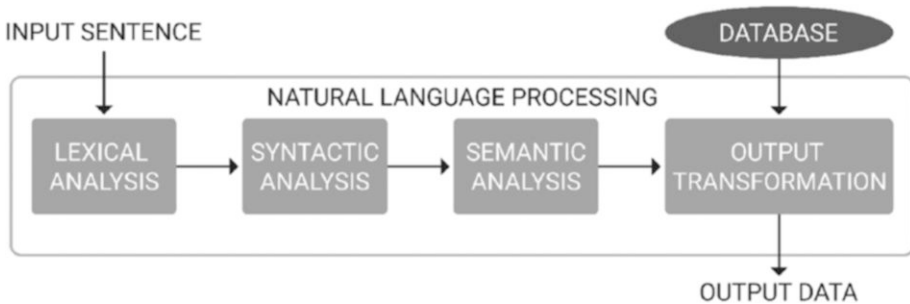 INPUT SENTENCE
DATABASE
NATURAL LANGUAGE PROCESSING
LEXICAL
ANALYSIS
SYNTACTIC
ANALYSIS
SEMANTIC
ANALYSIS
OUTPUT
TRANSFORMATION
OUTPUT DATA